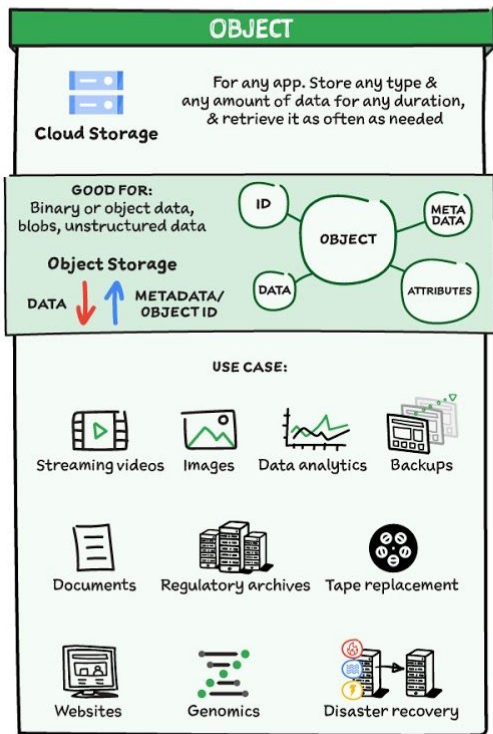 OBJECT
Cloud Storage
For any app. Store any type &
any amount of data for any duration,
& retrieve it as often as needed
GOOD FOR:
Binary or object data,
blobs, unstructured data
Object Storage
DATA
METADATA/
OBJECT ID
ID
OBJECT
META
DATA
DATA
ATTRIBUTES
USE CASE:
Streaming videos
Images
Data analytics
Backups
Documents
Regulatory archives
Tape replacement
Websites
Genomics
Disaster recovery